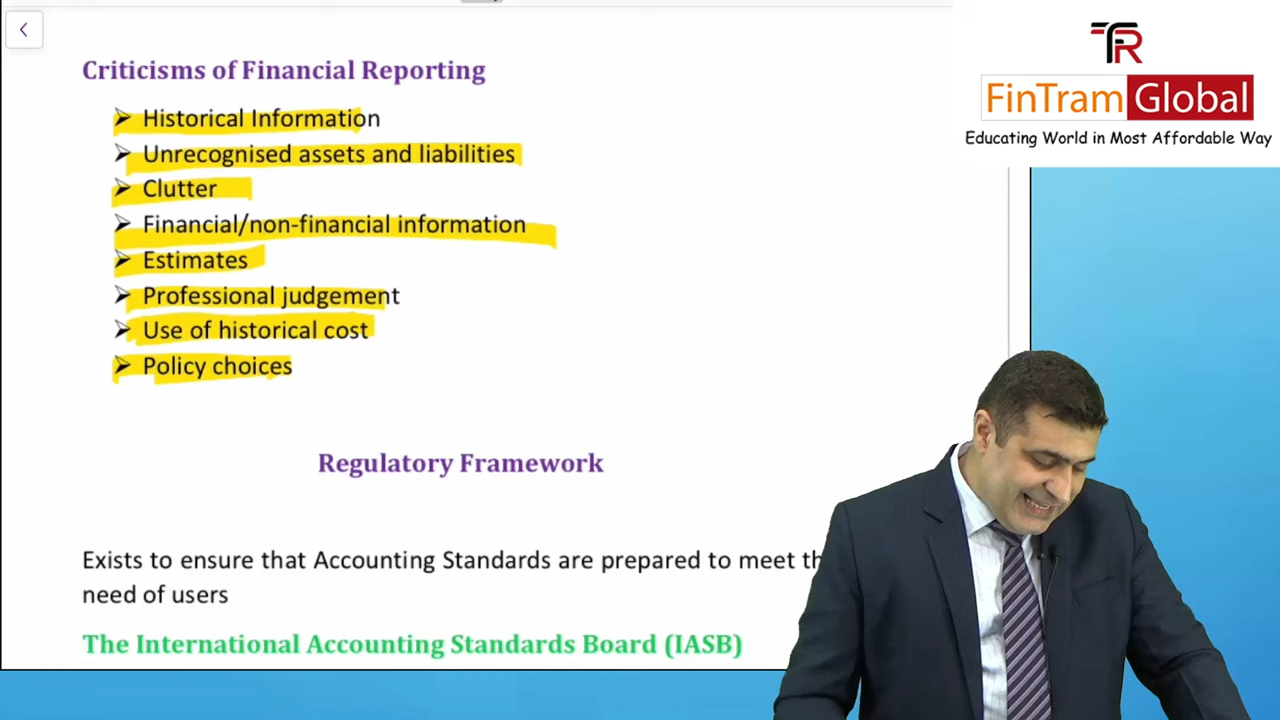 Criticisms of Financial Reporting
➢ Historical Information
➢ Unrecognised assets and liabilities
➢ Clutter
➢ Financial/non-financial information
➢ Estimates
➢ Professional judgement
➢ Use of historical cost
➢ Policy choices
Regulatory Framework
Exists to ensure that Accounting Standards are prepared to meet
need of users
The International Accounting Standards Board (IASB)
FinTram Global
Educating World in Most Affordable Way